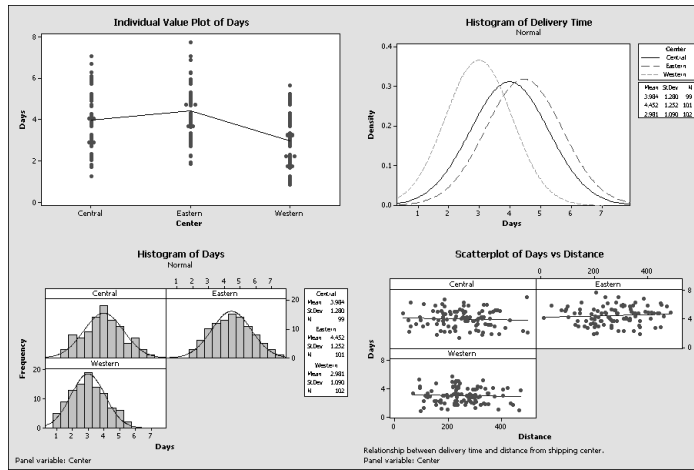 Individual Value Plot of Days
8
6
4
2
0
Days
Central Eastern Western
Center
Histogram of Delivery Time
Normal
0.4
0.3
0.2
0.1
0.0
Density
1 2 3 4 5 6 7
Days
Center
Central
Eastern
Western
Mean StDev N
3.984 1.280 99
4.452 1.252 101
2.981 1.090 102
Histogram of Days
Normal
1 2 3 4 5 6 7
Central Eastern
20
10
0
Western
20
10
0
Frequency
1 2 3 4 5 6 7
Days
Central
Mean 3.984
StDev 1.280
N 99
Eastern
Mean 4.452
StDev 1.252
N 101
Western
Mean 2.981
StDev 1.090
N 102
Panel variable: Center
Scatterplot of Days vs Distance
0 200 400
Central Eastern
8
4
0
Western
8
4
0
Days
0 200 400
Distance
Relationship between delivery time and distance from shipping center.
Panel variable: Center